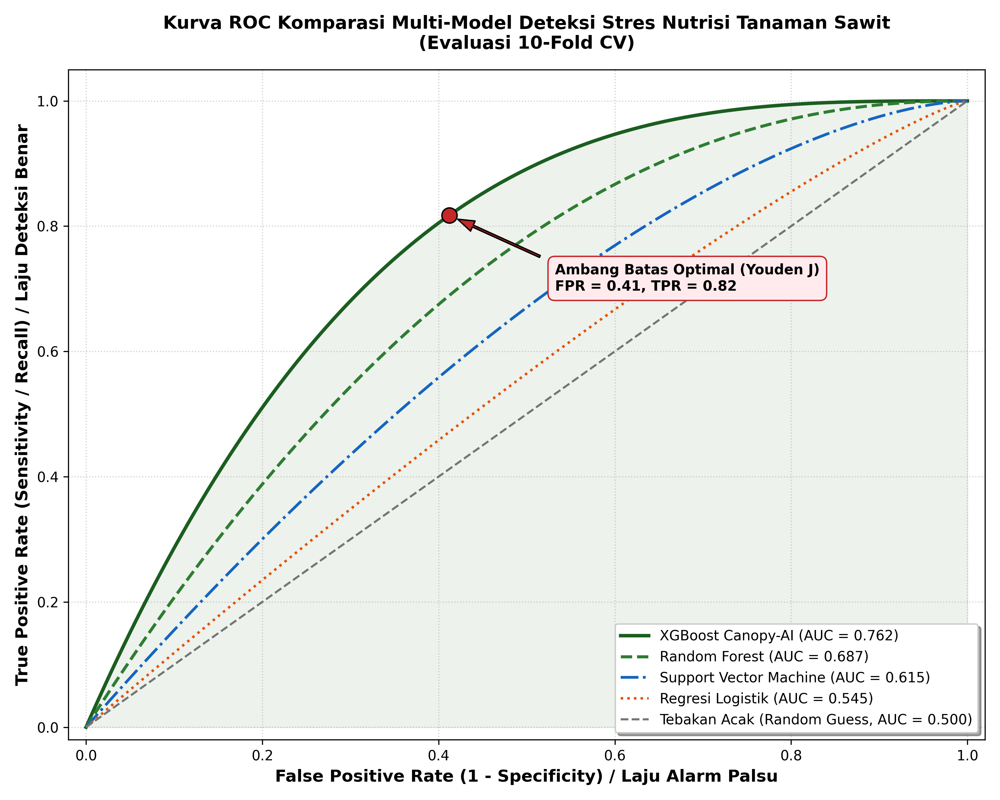 Kurva ROC Komparasi Multi-Model Deteksi Stres Nutrisi Tanaman Sawit
(Evaluasi 10-Fold CV)
True Positive Rate (Sensitivity / Recall) / Laju Deteksi Benar
1.0
0.8
0.6
0.4
0.2
0.0
Ambang Batas Optimal (Youden J)
FPR = 0.41, TPR = 0.82
XGBoost Canopy-AI (AUC = 0.762)
Random Forest (AUC = 0.687)
Support Vector Machine (AUC = 0.615)
Regresi Logistik (AUC = 0.545)
Tebakan Acak (Random Guess, AUC = 0.500)
0.0 0.2 0.4 0.6 0.8 1.0
False Positive Rate (1 - Specificity) / Laju Alarm Palsu